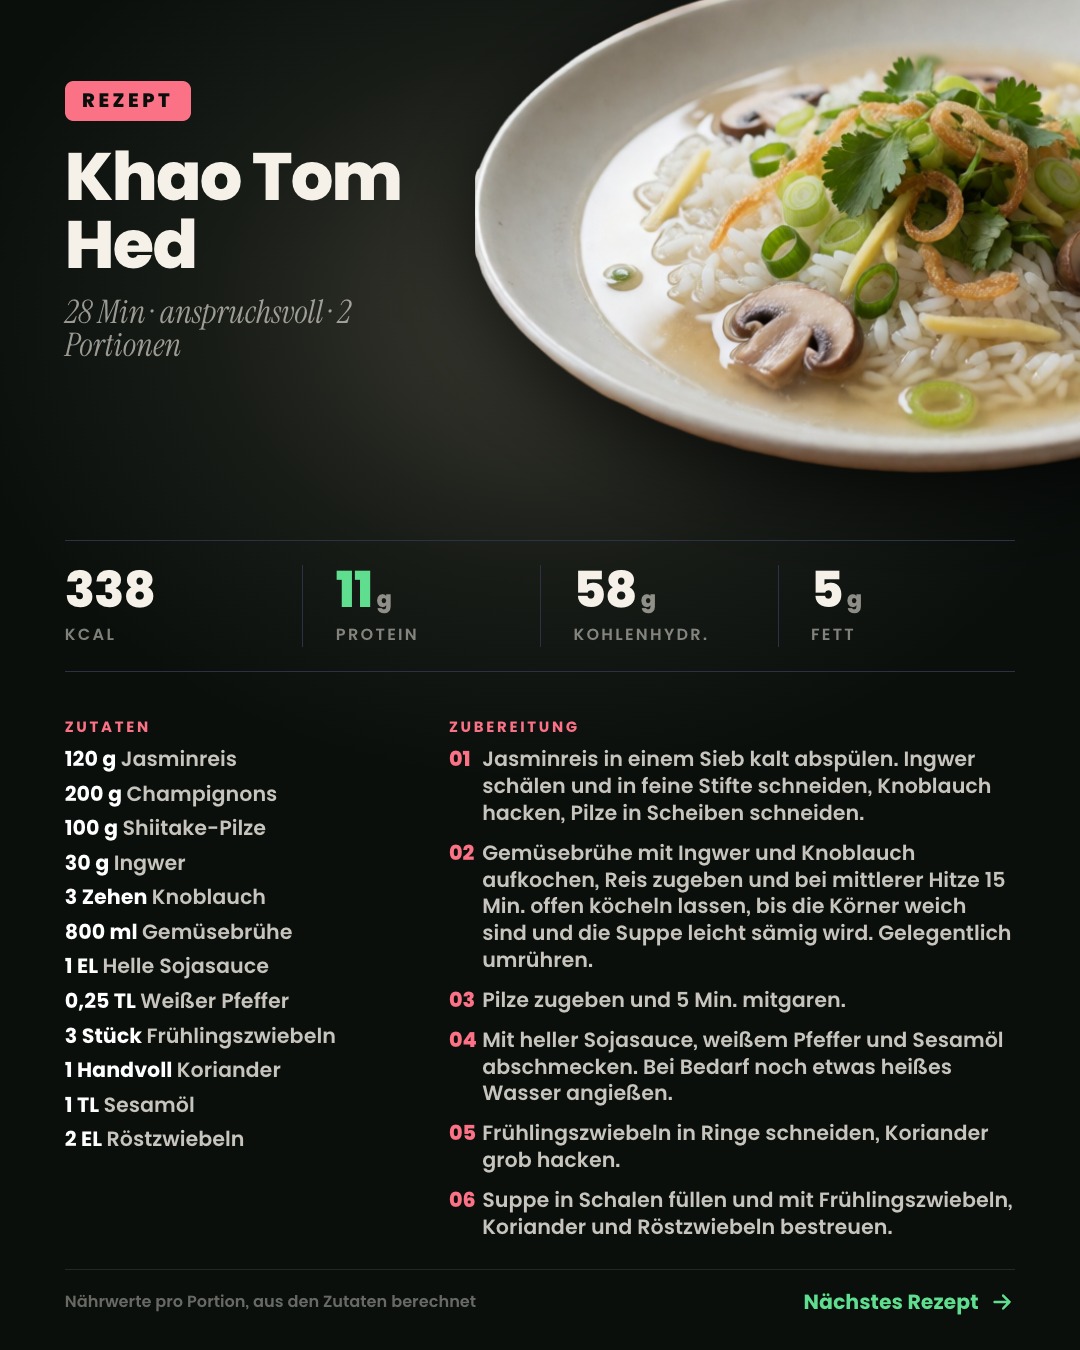 REZEPT
Khao Tom
Hed
28 Min · anspruchsvoll · 2
Portionen
338
KCAL
11 g
PROTEIN
58 g
KOHLENHYDR.
5 g
FETT
ZUTATEN
120 g Jasminreis
200 g Champignons
100 g Shiitake-Pilze
30 g Ingwer
3 Zehen Knoblauch
800 ml Gemüsebrühe
1 EL Helle Sojasauce
0,25 TL Weißer Pfeffer
3 Stück Frühlingszwiebeln
1 Handvoll Koriander
1 TL Sesamöl
2 EL Röstzwiebeln
ZUBEREITUNG
01 Jasminreis in einem Sieb kalt abspülen. Ingwer
schälen und in feine Stifte schneiden, Knoblauch
hacken, Pilze in Scheiben schneiden.
02 Gemüsebrühe mit Ingwer und Knoblauch
aufkochen, Reis zugeben und bei mittlerer Hitze 15
Min. offen köcheln lassen, bis die Körner weich
sind und die Suppe leicht sämig wird. Gelegentlich
umrühren.
03 Pilze zugeben und 5 Min. mitgaren.
04 Mit heller Sojasauce, weißem Pfeffer und Sesamöl
abschmecken. Bei Bedarf noch etwas heißes
Wasser angießen.
05 Frühlingszwiebeln in Ringe schneiden, Koriander
grob hacken.
06 Suppe in Schalen füllen und mit Frühlingszwiebeln,
Koriander und Röstzwiebeln bestreuen.
Nährwerte pro Portion, aus den Zutaten berechnet
Nächstes Rezept →